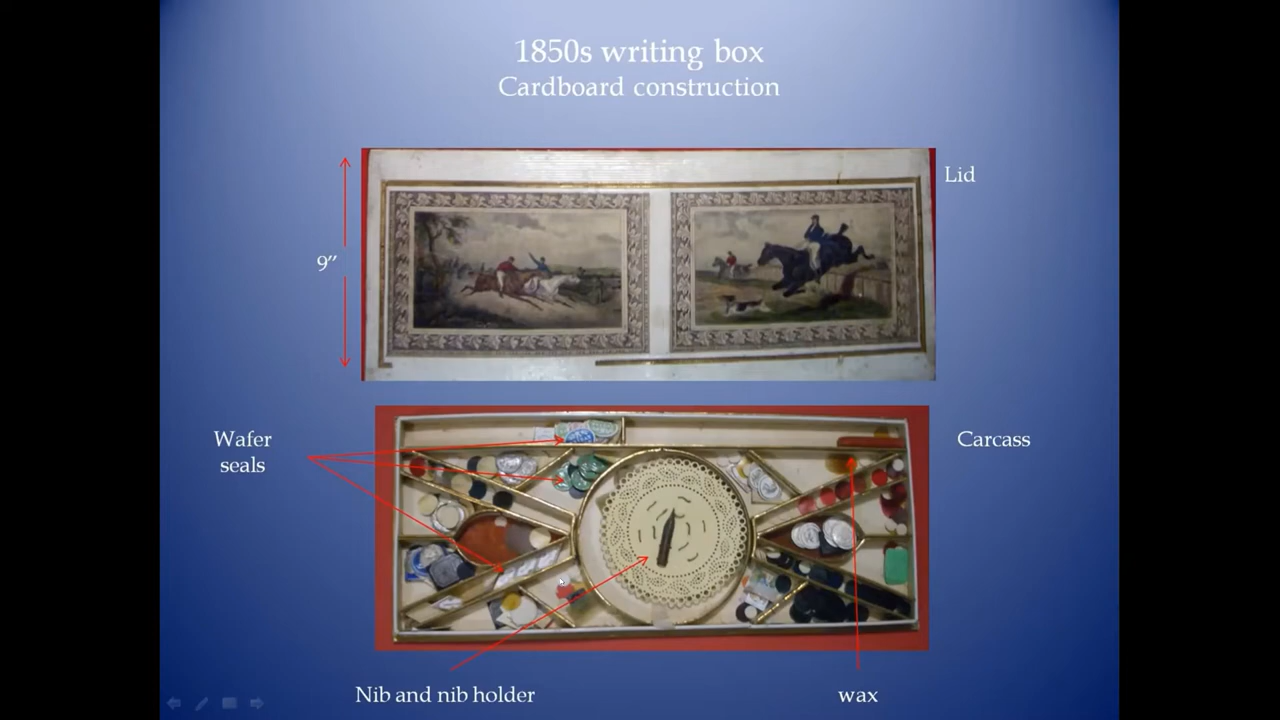 1850s writing box
Cardboard construction
Lid
9”
Wafer
seals
Carcass
Nib and nib holder
wax